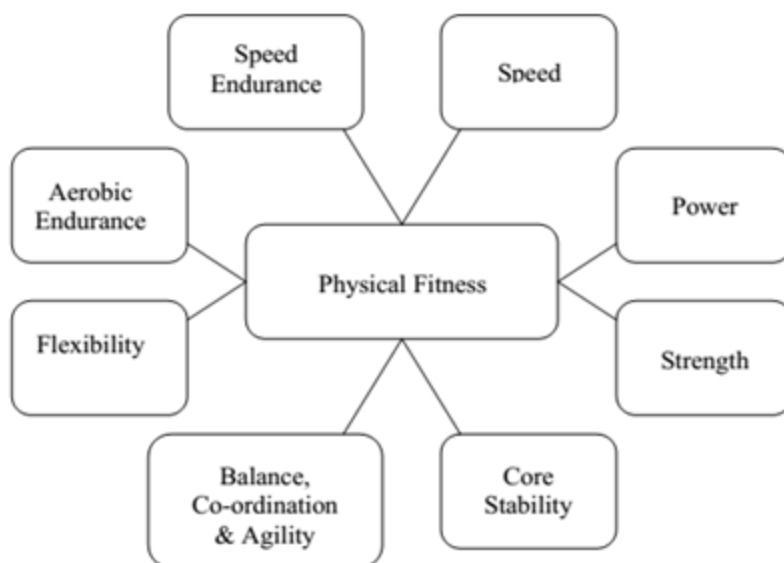 Speed
Endurance
Speed
Aerobic
Endurance
Power
Physical Fitness
Flexibility
Strength
Balance,
Co-ordination
& Agility
Core
Stability